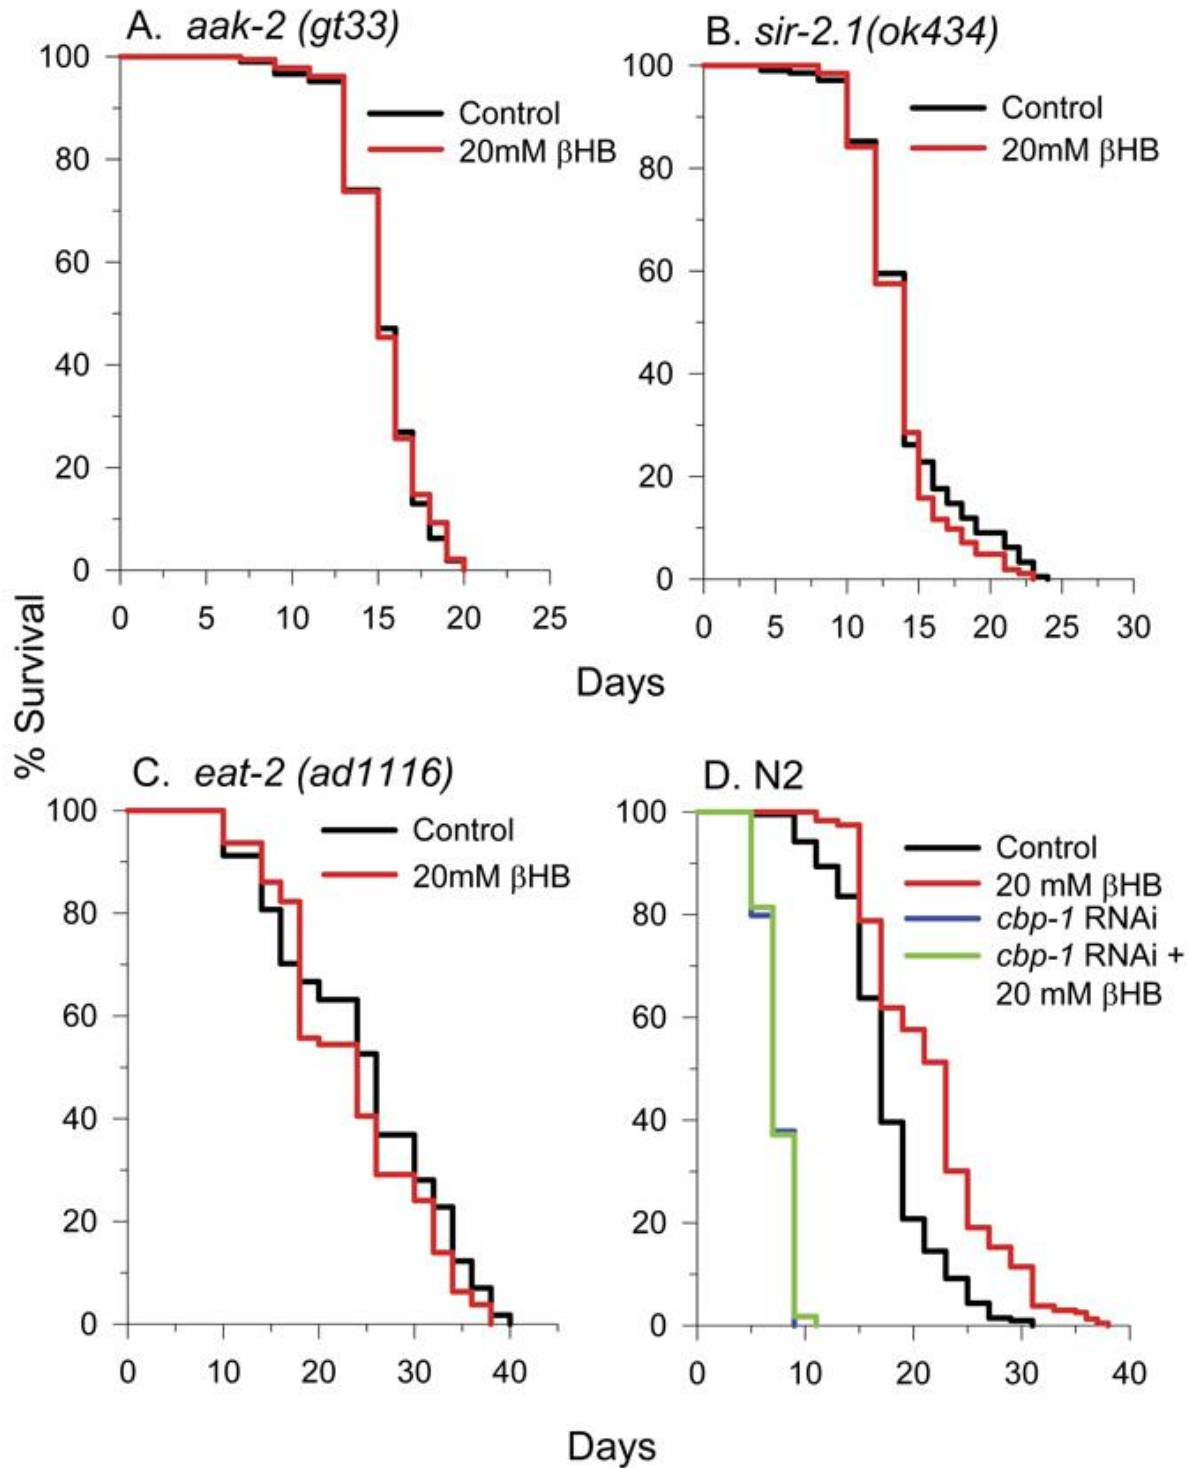 A. aak-2 (gt33)
100
80
60
40
20
0
0 5 10 15 20 25
Control
20mM βHB
B. sir-2.1(ok434)
100
80
60
40
20
0
0 5 10 15 20 25 30
Control
20mM βHB
% Survival
Days
C. eat-2 (ad1116)
100
80
60
40
20
0
0 10 20 30 40
Control
20mM βHB
D. N2
100
80
60
40
20
0
0 10 20 30 40
Control
20 mM βHB
cbp-1 RNAi
cbp-1 RNAi +
20 mM βHB
Days